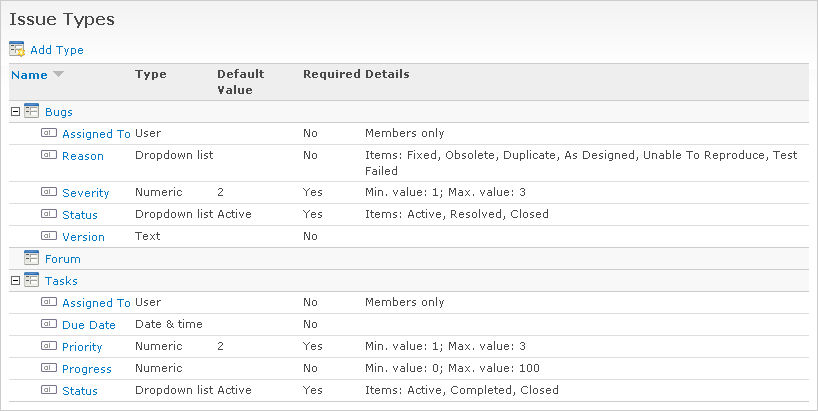 Issue Types
Add Type
Name Type Default Value Required Details
Bugs
Assigned To User No Members only
Reason Dropdown list No Items: Fixed, Obsolete, Duplicate, As Designed, Unable To Reproduce, Test
Failed
Severity Numeric 2 Yes Min. value: 1; Max. value: 3
Status Dropdown list Active Yes Items: Active, Resolved, Closed
Version Text No
Forum
Tasks
Assigned To User No Members only
Due Date Date & time No
Priority Numeric 2 Yes Min. value: 1; Max. value: 3
Progress Numeric No Min. value: 0; Max. value: 100
Status Dropdown list Active Yes Items: Active, Completed, Closed